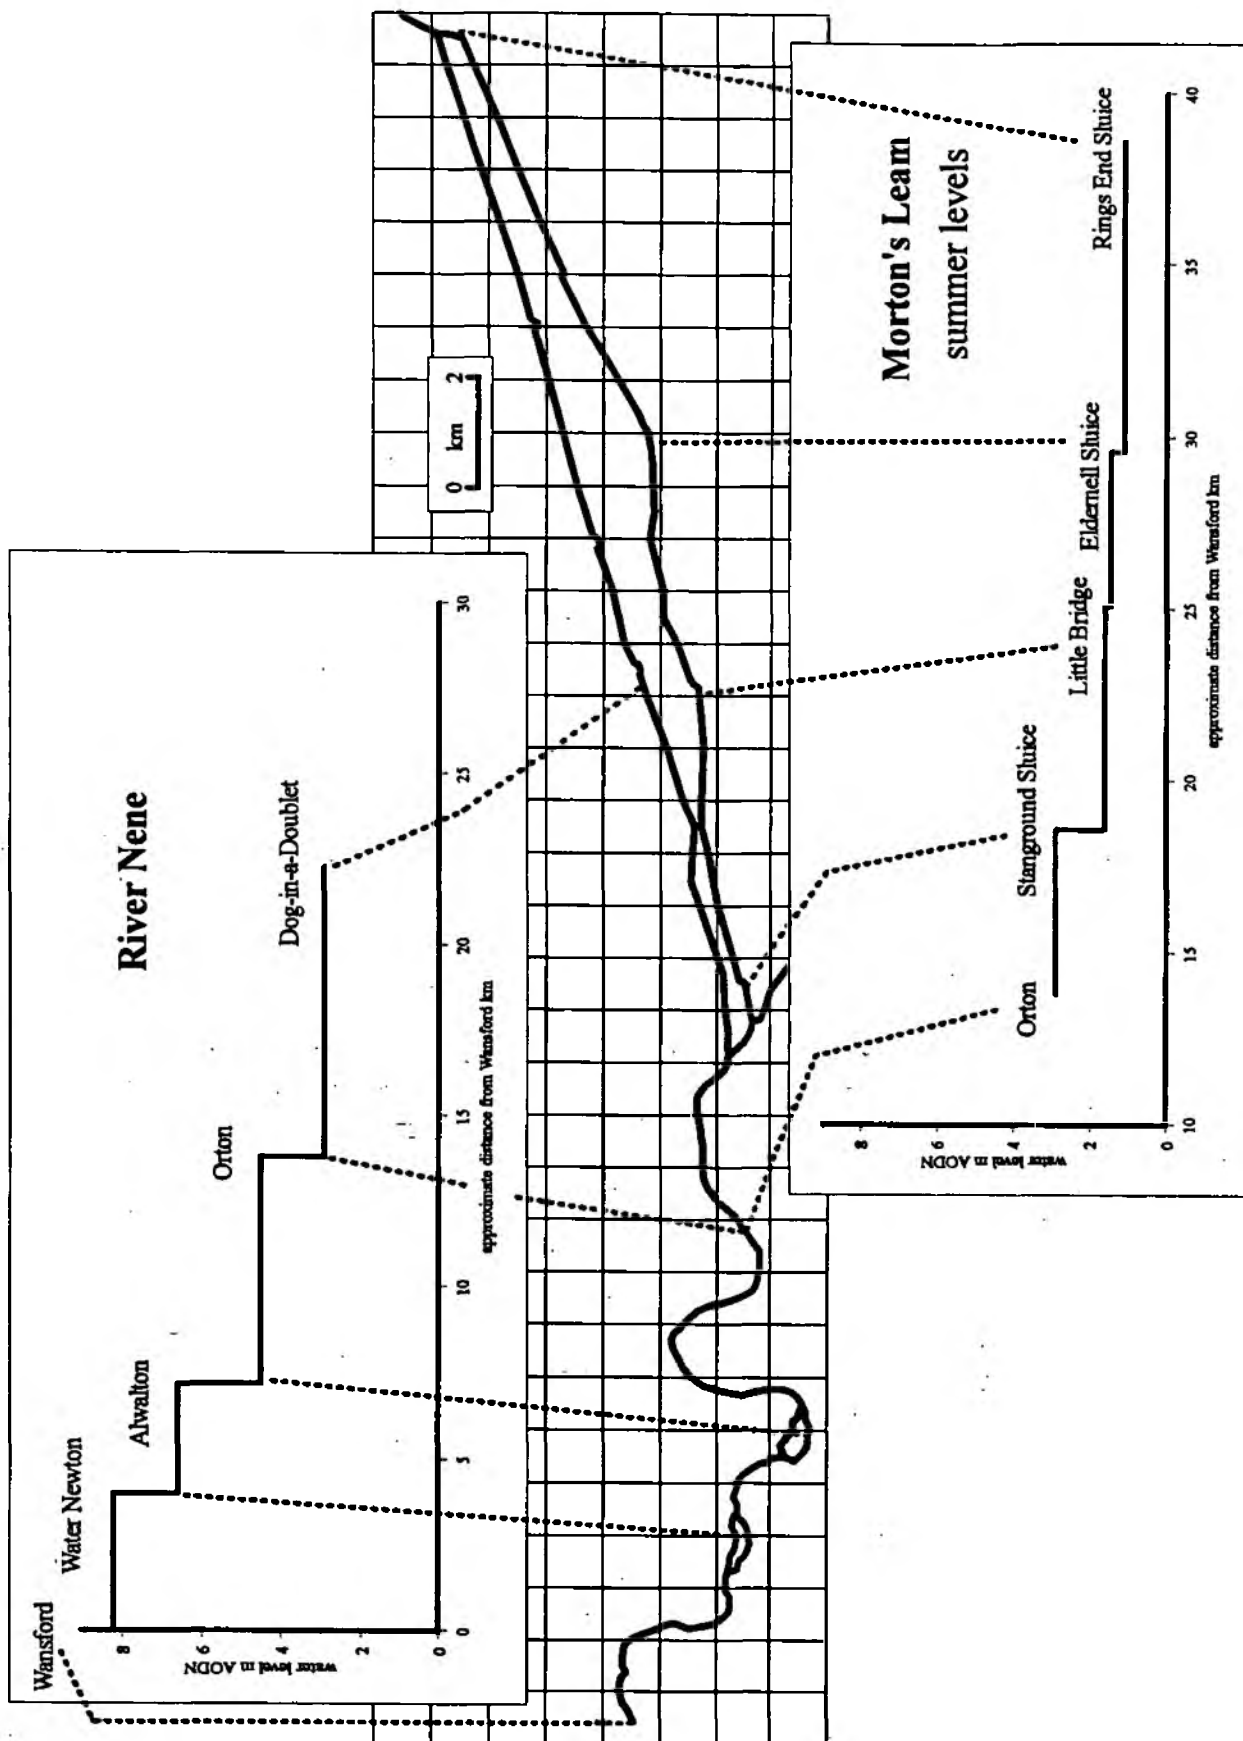 River Nene
Wansford
Water Newton
Alwalton
Orton
Dog-in-a-Doublet
water level m AODN
8
6
4
2
0
0
5
10
15
20
25
30
approximate distance from Wansford km
0 km 2
Morton's Leam
summer levels
Orton
Stanground Sluice
Little Bridge
Eldernell Sluice
Rings End Sluice
water level m AODN
8
6
4
2
0
10
15
20
25
30
35
40
approximate distance from Wansford km